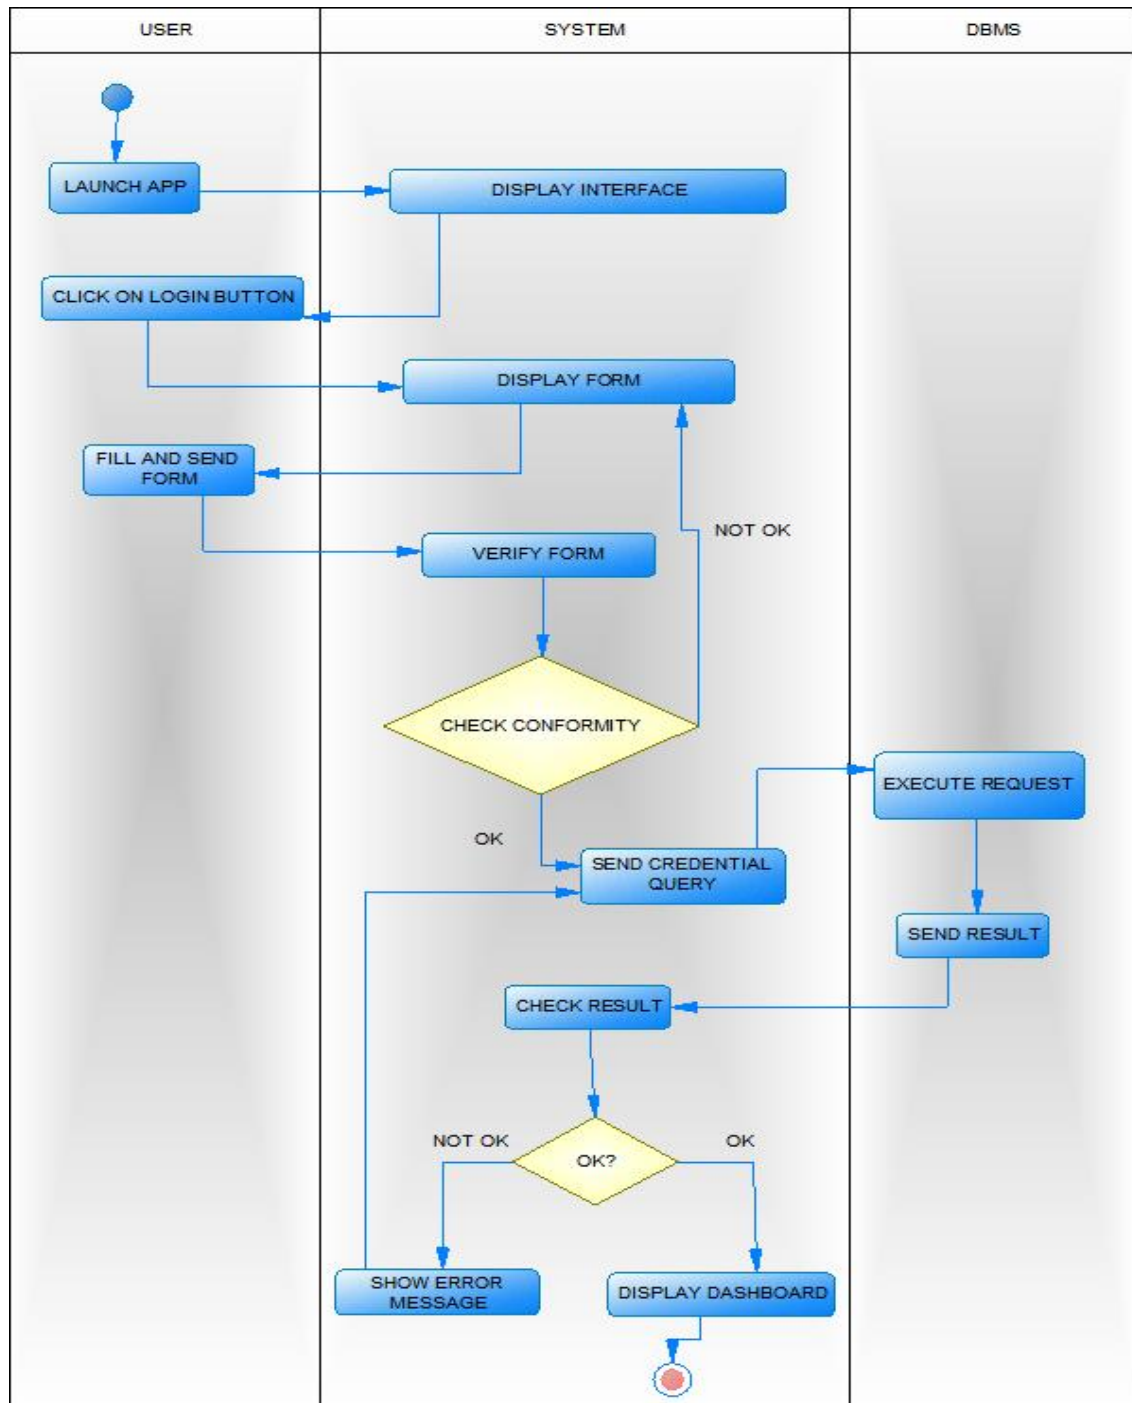 USER
SYSTEM
DBMS
LAUNCH APP
DISPLAY INTERFACE
CLICK ON LOGIN BUTTON
DISPLAY FORM
FILL AND SEND
FORM
NOT OK
VERIFY FORM
CHECK CONFORMITY
EXECUTE REQUEST
OK
SEND CREDENTIAL
QUERY
SEND RESULT
CHECK RESULT
NOT OK
OK
OK?
SHOW ERROR
MESSAGE
DISPLAY DASHBOARD